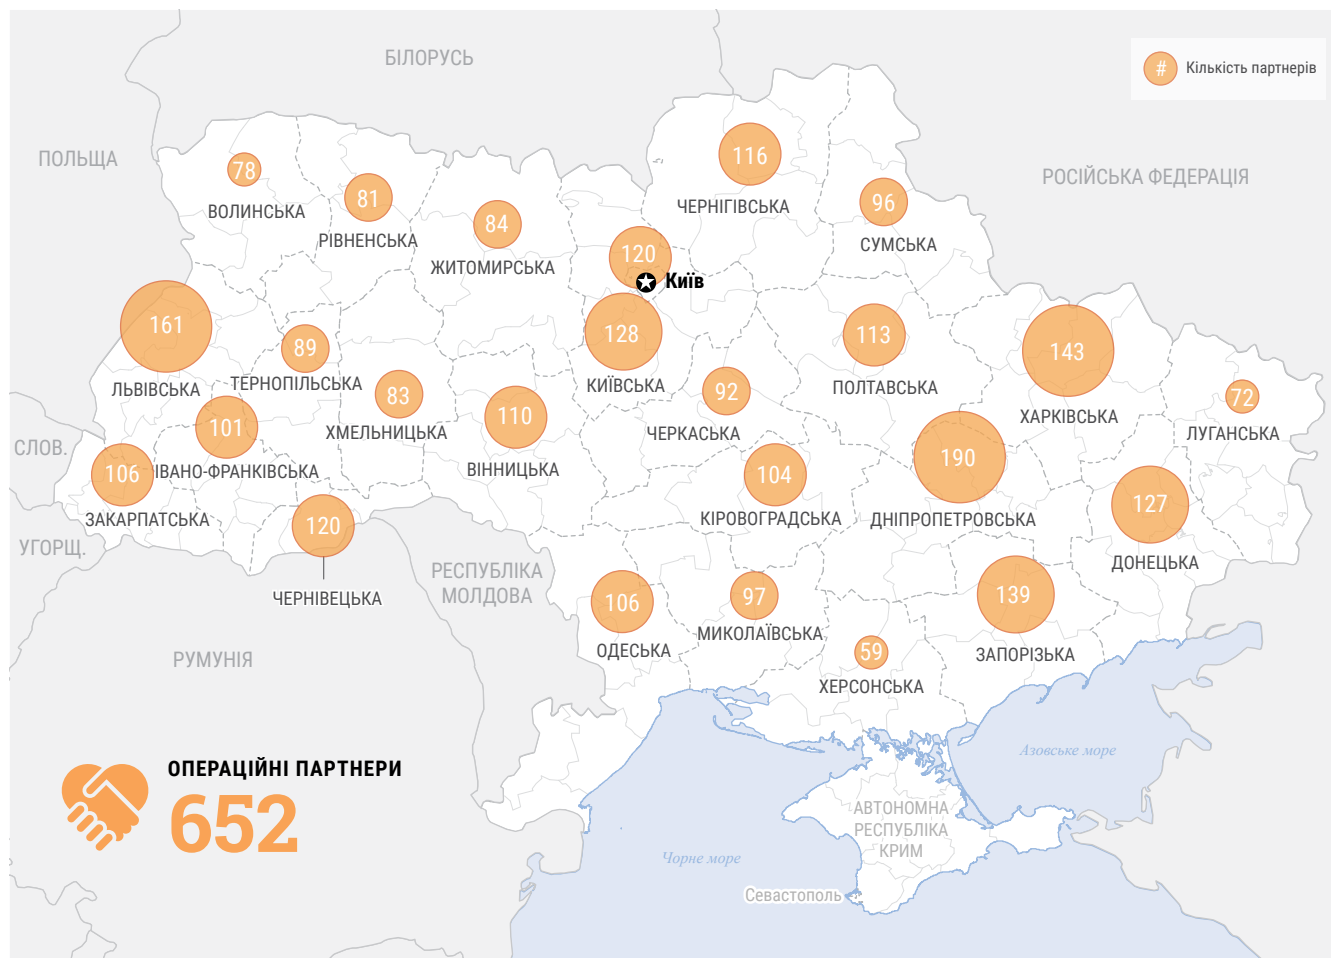 БІЛОРУСЬ
#
Кількість партнерів
ПОЛЬЩА
РОСІЙСЬКА ФЕДЕРАЦІЯ
78
ВОЛИНСЬКА
81
РІВНЕНСЬКА
84
ЖИТОМИРСЬКА
116
ЧЕРНІГІВСЬКА
96
СУМСЬКА
120
Київ
161
ЛЬВІВСЬКА
89
ТЕРНОПІЛЬСЬКА
83
ХМЕЛЬНИЦЬКА
128
КИЇВСЬКА
113
ПОЛТАВСЬКА
143
ХАРКІВСЬКА
72
ЛУГАНСЬКА
92
ЧЕРКАСЬКА
110
ВІННИЦЬКА
101
ІВАНО-ФРАНКІВСЬКА
СЛОВ.
106
ЗАКАРПАТСЬКА
104
КІРОВОГРАДСЬКА
190
ДНІПРОПЕТРОВСЬКА
127
ДОНЕЦЬКА
УГОРЩ.
120
ЧЕРНІВЕЦЬКА
РЕСПУБЛІКА
МОЛДОВА
106
ОДЕСЬКА
97
МИКОЛАЇВСЬКА
139
ЗАПОРІЗЬКА
59
ХЕРСОНСЬКА
РУМУНІЯ
Азовське море
ОПЕРАЦІЙНІ ПАРТНЕРИ
652
АВТОНОМНА
РЕСПУБЛІКА
КРИМ
Чорне море
Севастополь